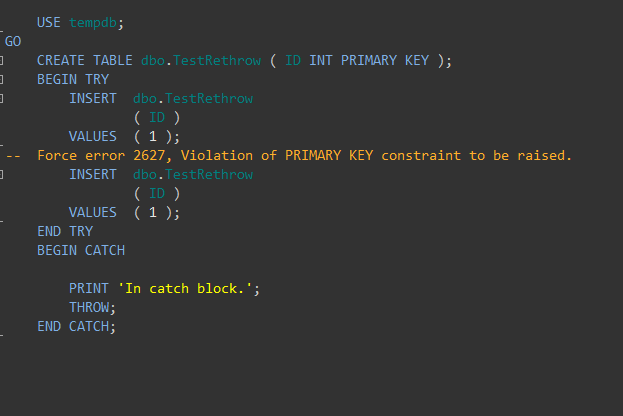 USE tempdb;
GO
CREATE TABLE dbo.TestRethrow ( ID INT PRIMARY KEY );
BEGIN TRY
INSERT dbo.TestRethrow
( ID )
VALUES ( 1 );
-- Force error 2627, Violation of PRIMARY KEY constraint to be raised.
INSERT dbo.TestRethrow
( ID )
VALUES ( 1 );
END TRY
BEGIN CATCH
PRINT 'In catch block.';
THROW;
END CATCH;